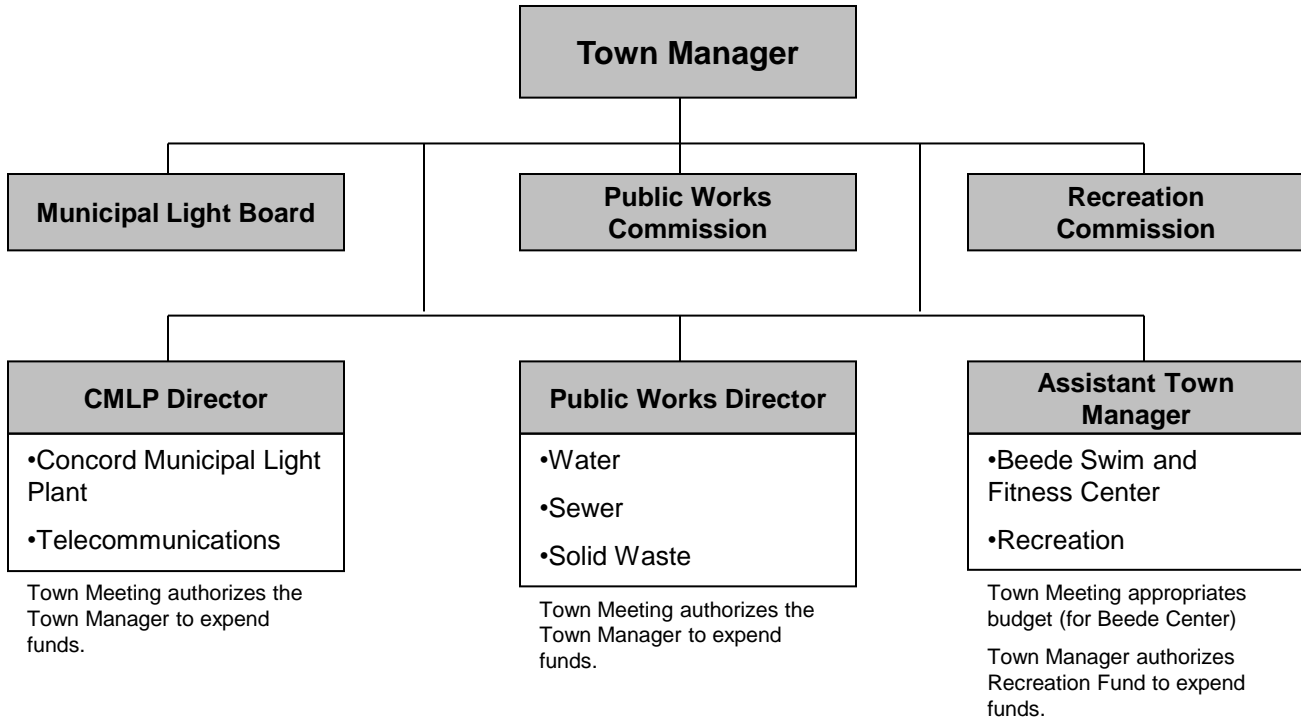 Town Manager
Municipal Light Board
Public Works
Commission
Recreation
Commission
CMLP Director
•Concord Municipal Light
Plant
•Telecommunications
Town Meeting authorizes the
Town Manager to expend
funds.
Public Works Director
•Water
•Sewer
•Solid Waste
Town Meeting authorizes the
Town Manager to expend
funds.
Assistant Town
Manager
•Beede Swim and
Fitness Center
•Recreation
Town Meeting appropriates
budget (for Beede Center)
Town Manager authorizes
Recreation Fund to expend
funds.